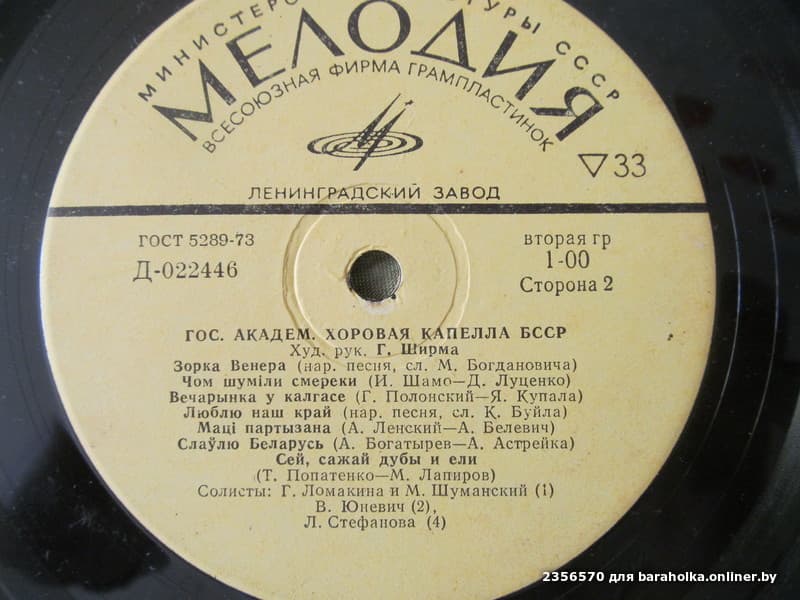 МИНИСТЕРСТВО КУЛЬТУРЫ СССР
МЕЛОДИЯ
ВСЕСОЮЗНАЯ ФИРМА ГРАМПЛАСТИНОК
▽33
ЛЕНИНГРАДСКИЙ ЗАВОД
ГОСТ 5289-73
Д-022446
вторая гр
1-00
Сторона 2
ГОС. АКАДЕМ. ХОРОВАЯ КАПЕЛЛА БССР
Худ. рук. Г. Ширма
Зорка Венера (нар. песня, сл. М. Богдановича)
Чом шуміли смереки (И. Шамо—Д. Луценко)
Вечарынка у калгасе (Г. Полонский—Я. Купала)
Люблю наш край (нар. песня, сл. К. Буйла)
Маці партызана (А. Ленский—А. Белевич)
Слаўлю Беларусь (А. Богатырев—А. Астрейка)
Сей, сажай дубы и ели
(Т. Попатенко—М. Лапиров)
Солисты: Г. Ломакина и М. Шуманский (1)
В. Юневич (2),
Л. Стефанова (4)
2356570 для baraholka.onliner.by